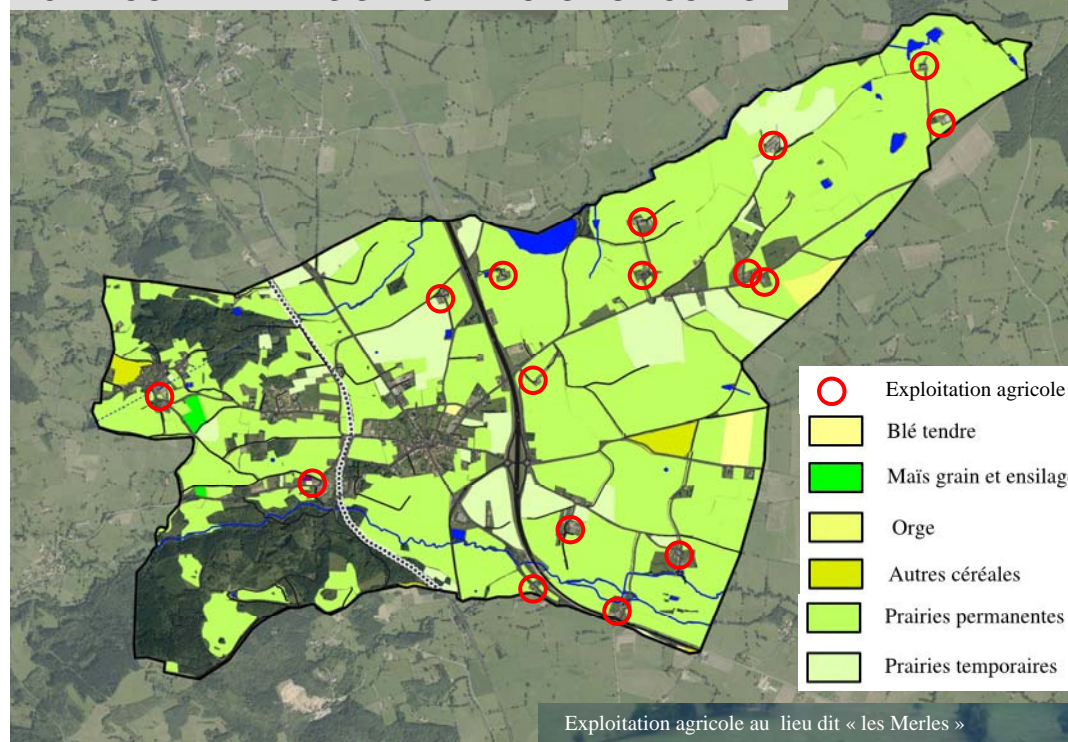 Exploitation agricole
Blé tendre
Maïs grain et ensilag
Orge
Autres céréales
Prairies permanentes
Prairies temporaires
Exploitation agricole au lieu dit « les Merles »